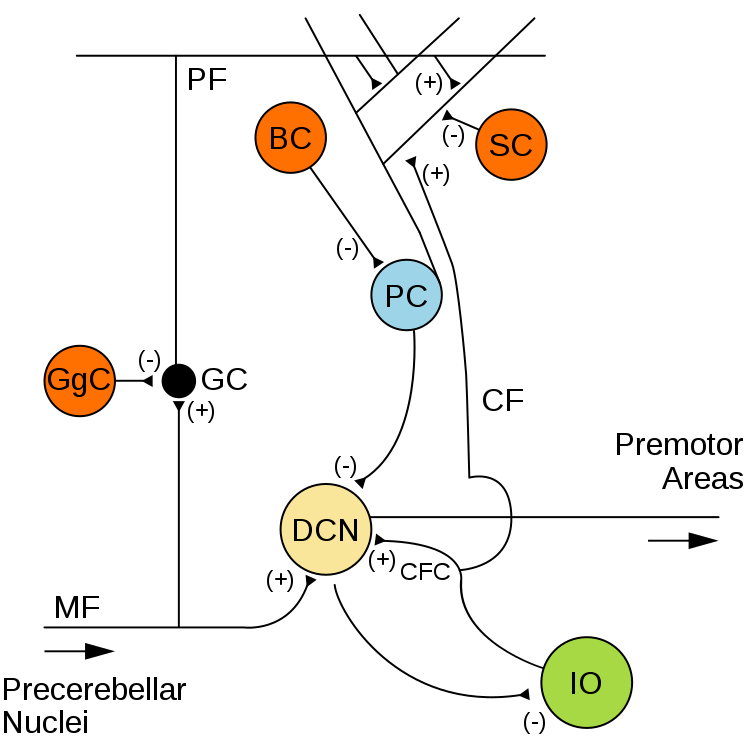 PF
(+)
BC
(-)
SC
(+)
(-)
PC
(-)
GgC
GC
(+)
CF
Premotor
Areas
(-)
DCN
(+)
CFC
(+)
MF
Precerebellar
Nuclei
IO
(-)